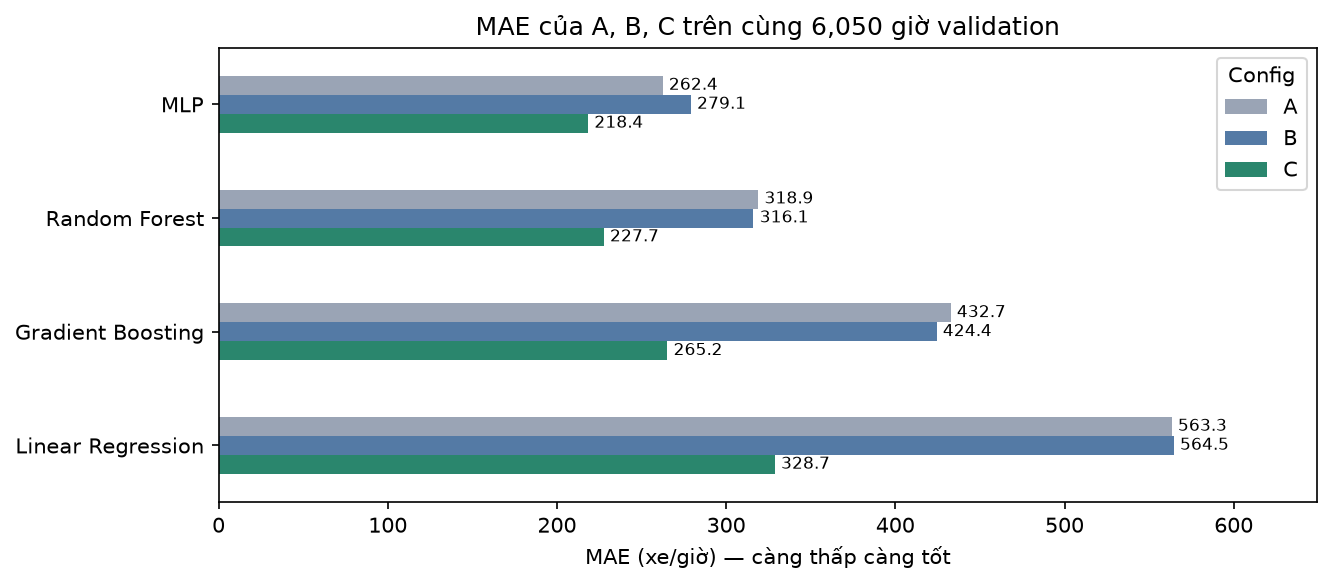 MAE của A, B, C trên cùng 6,050 giờ validation
Config
A
B
C
MLP
262.4
279.1
218.4
Random Forest
318.9
316.1
227.7
Gradient Boosting
432.7
424.4
265.2
Linear Regression
563.3
564.5
328.7
0 100 200 300 400 500 600
MAE (xe/giờ) — càng thấp càng tốt